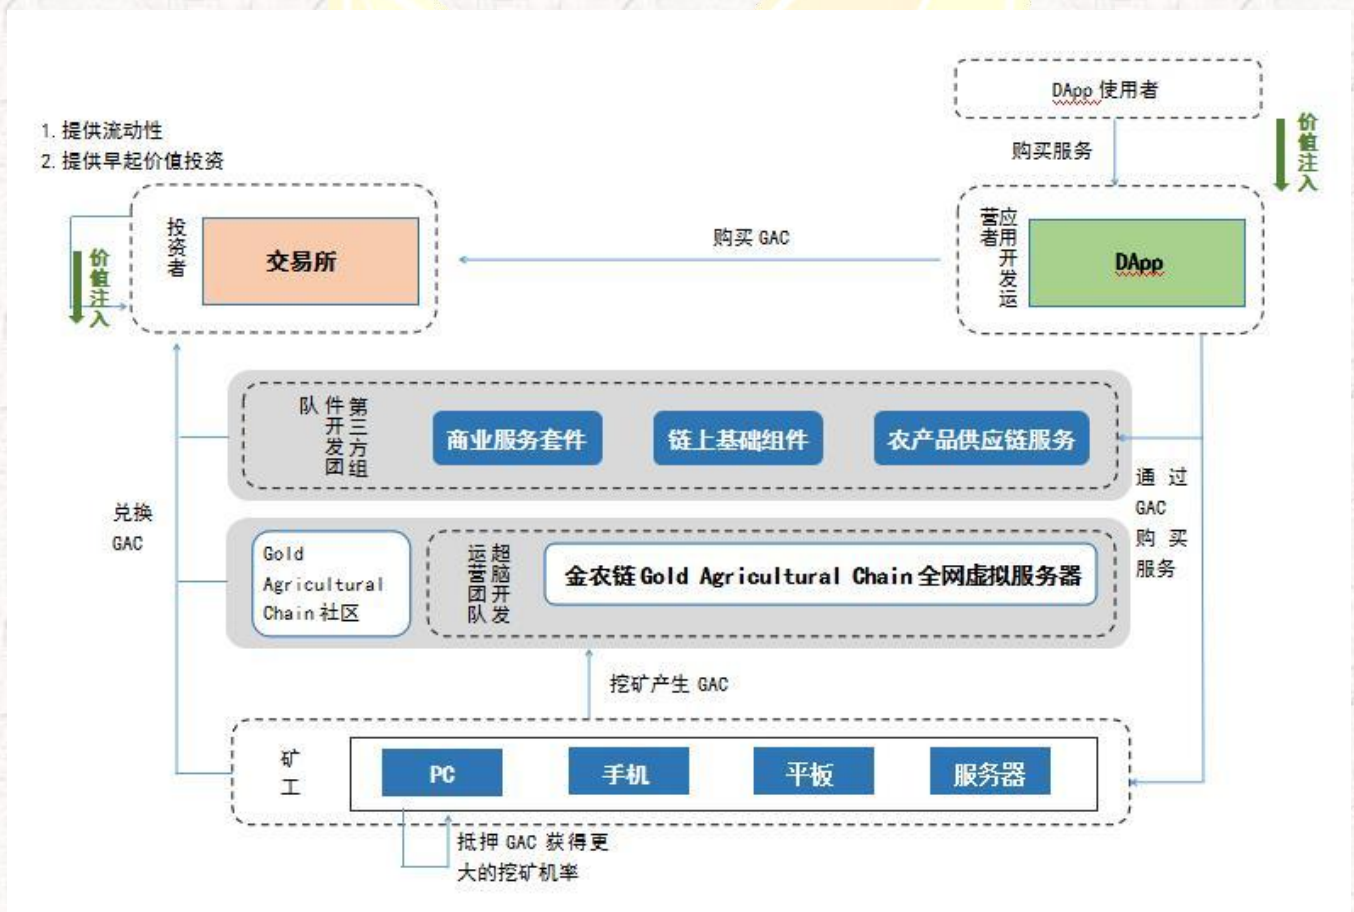 DApp 使用者
价值注入
购买服务
1. 提供流动性
2. 提供早起价值投资
投资者
交易所
价值注入
购买 GAC
应用开发运
营者
DApp
第三方组
件开发团
队
商业服务套件
链上基础组件
农产品供应链服务
通过
GAC
购买
服务
兑换
GAC
Gold
Agricultural
Chain 社区
超脑开发
运营团队
金农链 Gold Agricultural Chain 全网虚拟服务器
挖矿产生 GAC
矿工
PC
手机
平板
服务器
抵押 GAC 获得更
大的挖矿机率